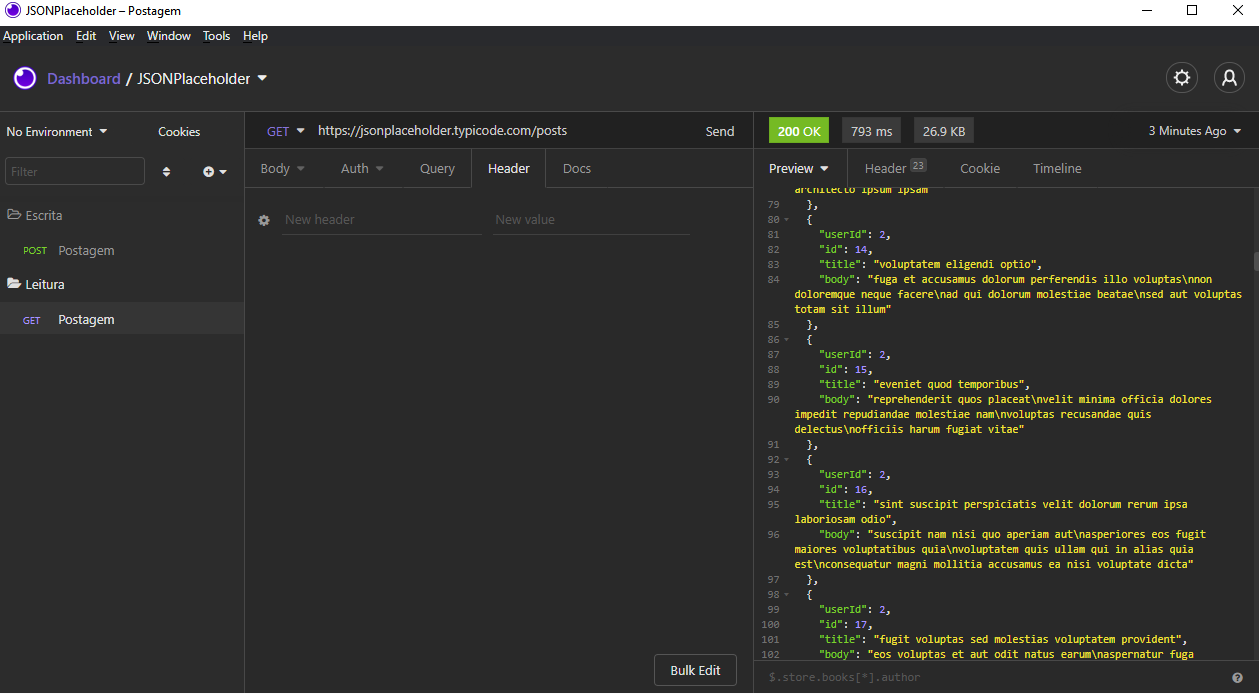 JSONPlaceholder – Postagem
Application Edit View Window Tools Help
Dashboard / JSONPlaceholder
No Environment Cookies
Filter
Escrita
POST Postagem
Leitura
GET Postagem
GET https://jsonplaceholder.typicode.com/posts Send
Body Auth Query Header Docs
New header New value
Bulk Edit
200 OK 793 ms 26.9 KB 3 Minutes Ago
Preview Header 23 Cookie Timeline
architecto ipsum ipsam
79 },
80 {
81 "userId": 2,
82 "id": 14,
83 "title": "voluptatem eligendi optio",
84 "body": "fuga et accusamus dolorum perferendis illo voluptas\nnon
doloremque neque facere\nad qui dolorum molestiae beatae\nsed aut voluptas
totam sit illum"
85 },
86 {
87 "userId": 2,
88 "id": 15,
89 "title": "eveniet quod temporibus",
90 "body": "reprehenderit quos placeat\nvelit minima officia dolores
impedit repudiandae molestiae nam\nvoluptas recusandae quis
delectus\nofficiis harum fugiat vitae"
91 },
92 {
93 "userId": 2,
94 "id": 16,
95 "title": "sint suscipit perspiciatis velit dolorum rerum ipsa
laboriosam odio",
96 "body": "suscipit nam nisi quo aperiam aut\nasperiores eos fugit
maiores voluptatibus quia\nvoluptatem quis ullam qui in alias quia
est\nconsequatur magni mollitia accusamus ea nisi voluptate dicta"
97 },
98 {
99 "userId": 2,
100 "id": 17,
101 "title": "fugit voluptas sed molestias voluptatem provident",
102 "body": "eos voluptas et aut odit natus earum\naspernatur fuga
$.store.books[*].author